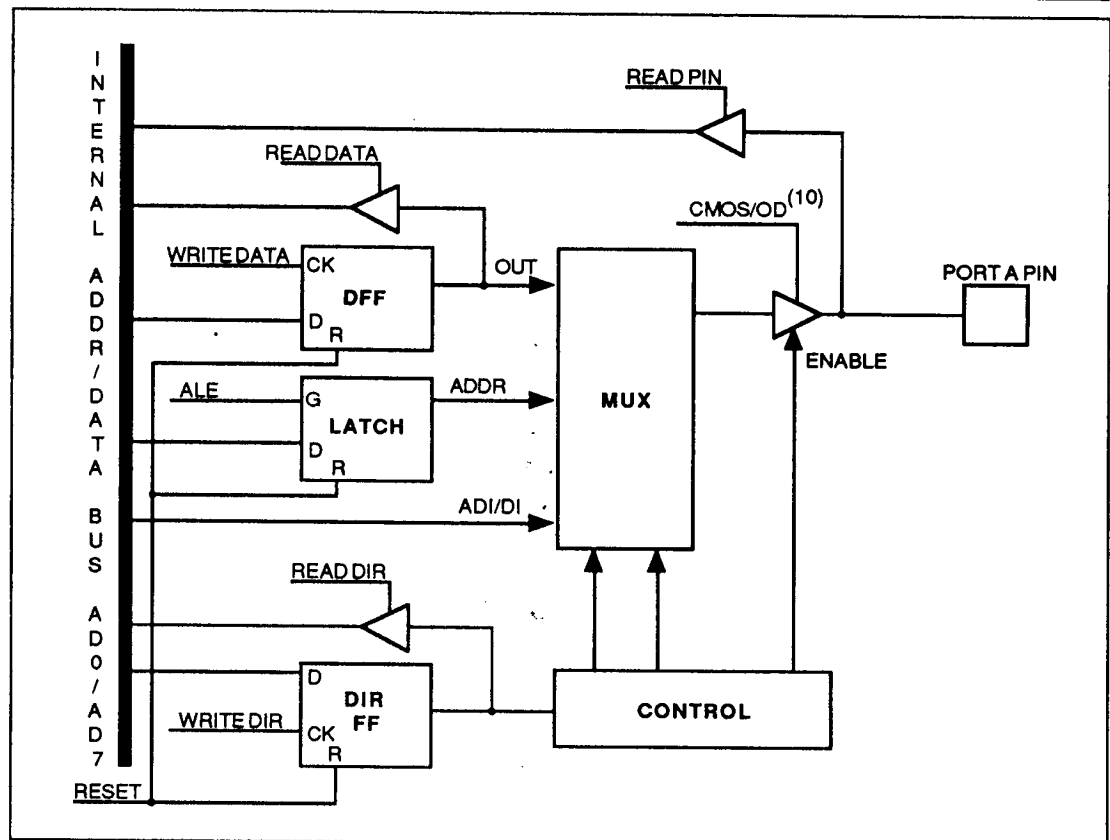 INTERNAL ADDR/DATA BUS AD0/AD7
READ PIN
READ DATA
CMOS/OD(10)
WRITE DATA
CK
OUT
PORT A PIN
DFF
D
R
ENABLE
ALE
G
ADDR
MUX
LATCH
D
R
ADI/DI
READ DIR
D
DIR
FF
CONTROL
WRITE DIR
CK
R
RESET